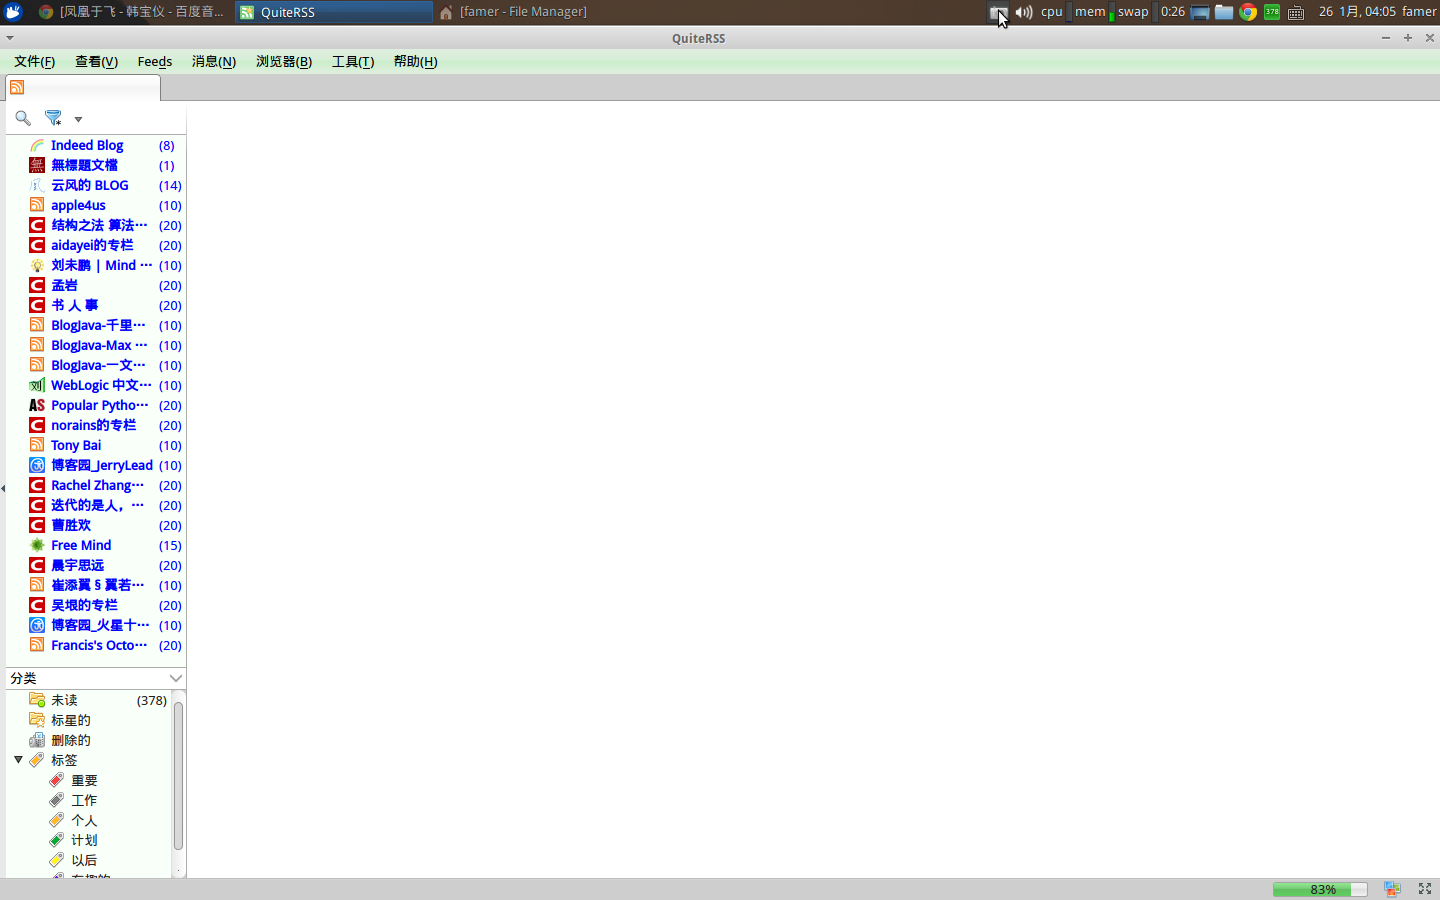 [凤凰于飞 - 韩宝仪 - 百度音...
QuiteRSS
[famer - File Manager]
cpu
mem
swap
0:26
378
26 1月, 04:05
famer
QuiteRSS
文件(F)
查看(V)
Feeds
消息(N)
浏览器(B)
工具(T)
帮助(H)
Indeed Blog (8)
無標題文檔 (1)
云风的 BLOG (14)
apple4us (10)
结构之法 算法… (20)
aidayei的专栏 (20)
刘未鹏 | Mind … (10)
孟岩 (20)
书 人 事 (20)
BlogJava-千里… (10)
BlogJava-Max … (10)
BlogJava-一文… (10)
WebLogic 中文… (10)
Popular Pytho… (20)
norains的专栏 (20)
Tony Bai (10)
博客园_JerryLead (10)
Rachel Zhang… (20)
迭代的是人，… (20)
曹胜欢 (20)
Free Mind (15)
晨宇思远 (20)
崔添翼 § 翼若… (10)
吴垠的专栏 (20)
博客园_火星十… (10)
Francis's Octo… (20)
分类
未读 (378)
标星的
删除的
标签
重要
工作
个人
计划
以后
83%